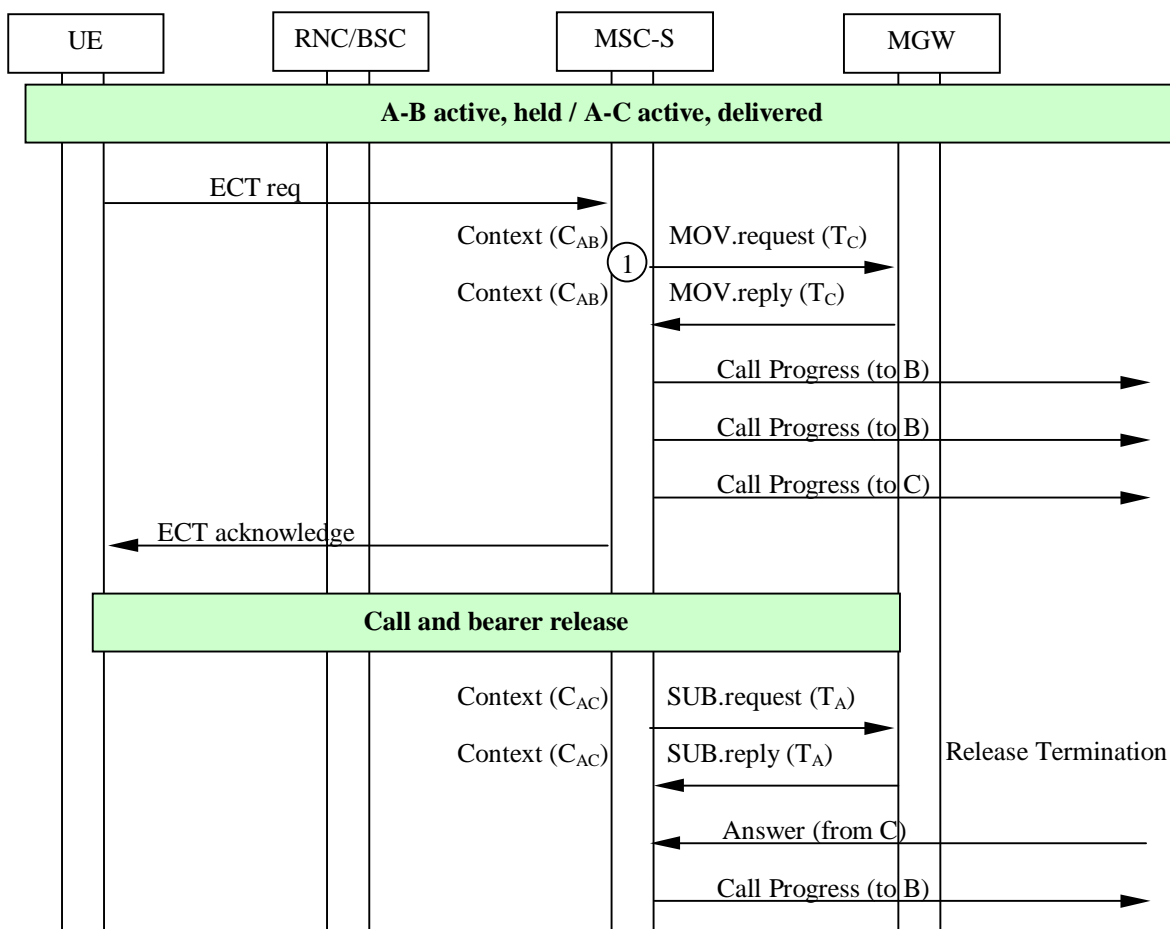 UE
RNC/BSC
MSC-S
MGW
A-B active, held / A-C active, delivered
ECT req
Context (CAB)
1
MOV.request (TC)
Context (CAB)
MOV.reply (TC)
Call Progress (to B)
Call Progress (to B)
Call Progress (to C)
ECT acknowledge
Call and bearer release
Context (CAC)
SUB.request (TA)
Context (CAC)
SUB.reply (TA)
Release Termination
Answer (from C)
Call Progress (to B)